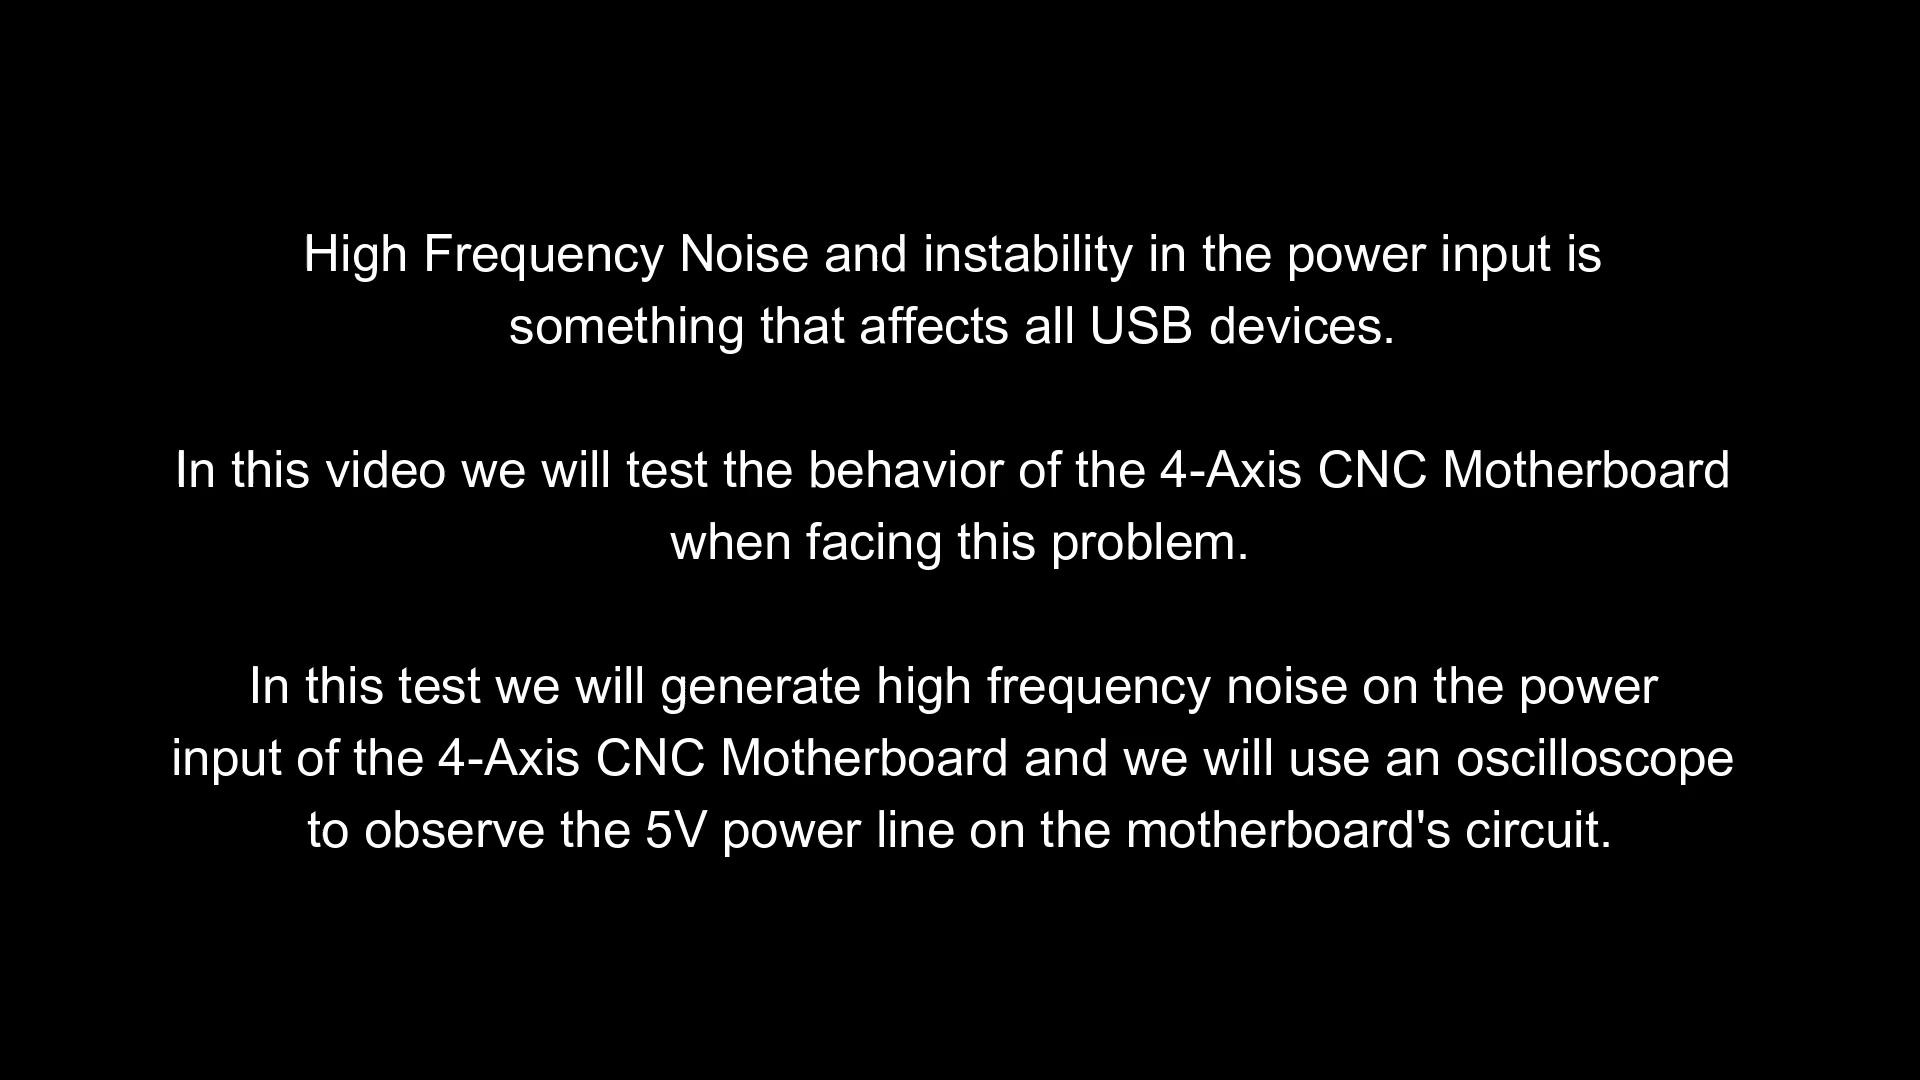 High Frequency Noise and instability in the power input is
something that affects all USB devices.
In this video we will test the behavior of the 4-Axis CNC Motherboard
when facing this problem.
In this test we will generate high frequency noise on the power
input of the 4-Axis CNC Motherboard and we will use an oscilloscope
to observe the 5V power line on the motherboard's circuit.